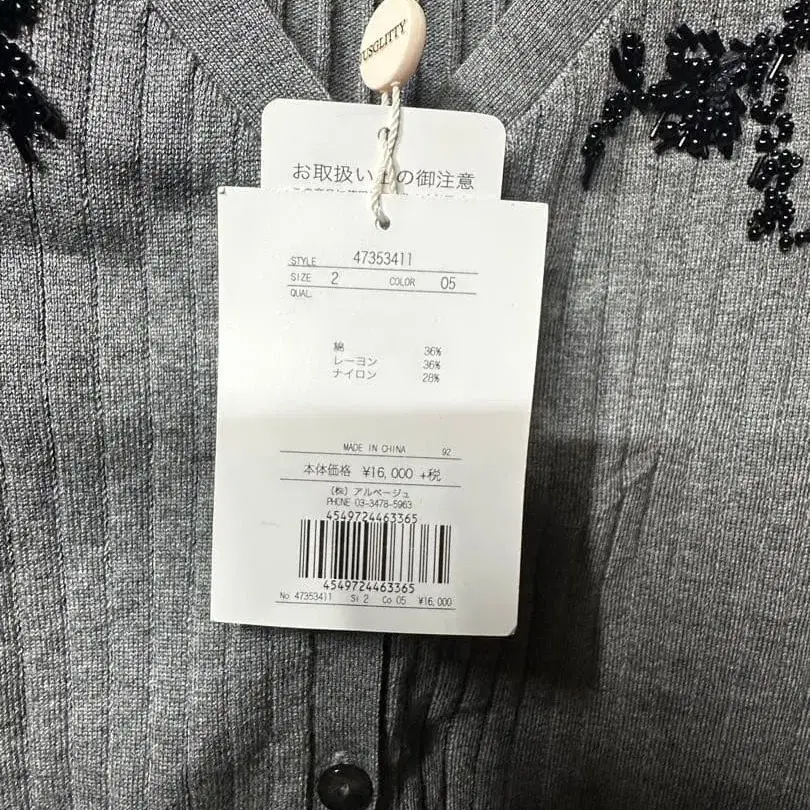 USGLITTY
お取扱い上の御注意
STYLE 47353411
SIZE 2 COLOR 05
QUAL.
綿 36%
レーヨン 36%
ナイロン 28%
MADE IN CHINA 92
本体価格 ¥16,000 +税
(株) アルページュ
PHONE 03-3478-5963
4549724463365
4549724463365
No 47353411 Si 2 Co 05 ¥16,000